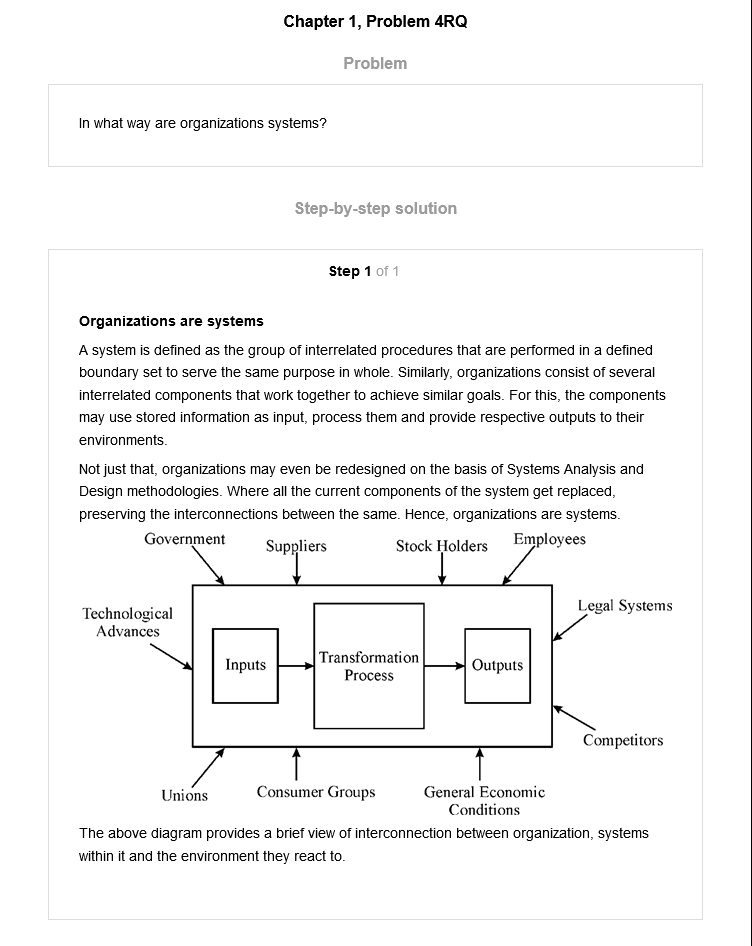 Chapter 1, Problem 4RQ
Problem
In what way are organizations systems?
Step-by-step solution
Step 1 of 1
Organizations are systems
A system is defined as the group of interrelated procedures that are performed in a defined
boundary set to serve the same purpose in whole. Similarly, organizations consist of several
interrelated components that work together to achieve similar goals. For this, the components
may use stored information as input, process them and provide respective outputs to their
environments.
Not just that, organizations may even be redesigned on the basis of Systems Analysis and
Design methodologies. Where all the current components of the system get replaced,
preserving the interconnections between the same. Hence, organizations are systems.
Government
Suppliers
Stock Holders
Employees
Technological
Advances
Legal Systems
Inputs
Transformation
Process
Outputs
Competitors
Unions
Consumer Groups
General Economic
Conditions
The above diagram provides a brief view of interconnection between organization, systems
within it and the environment they react to.